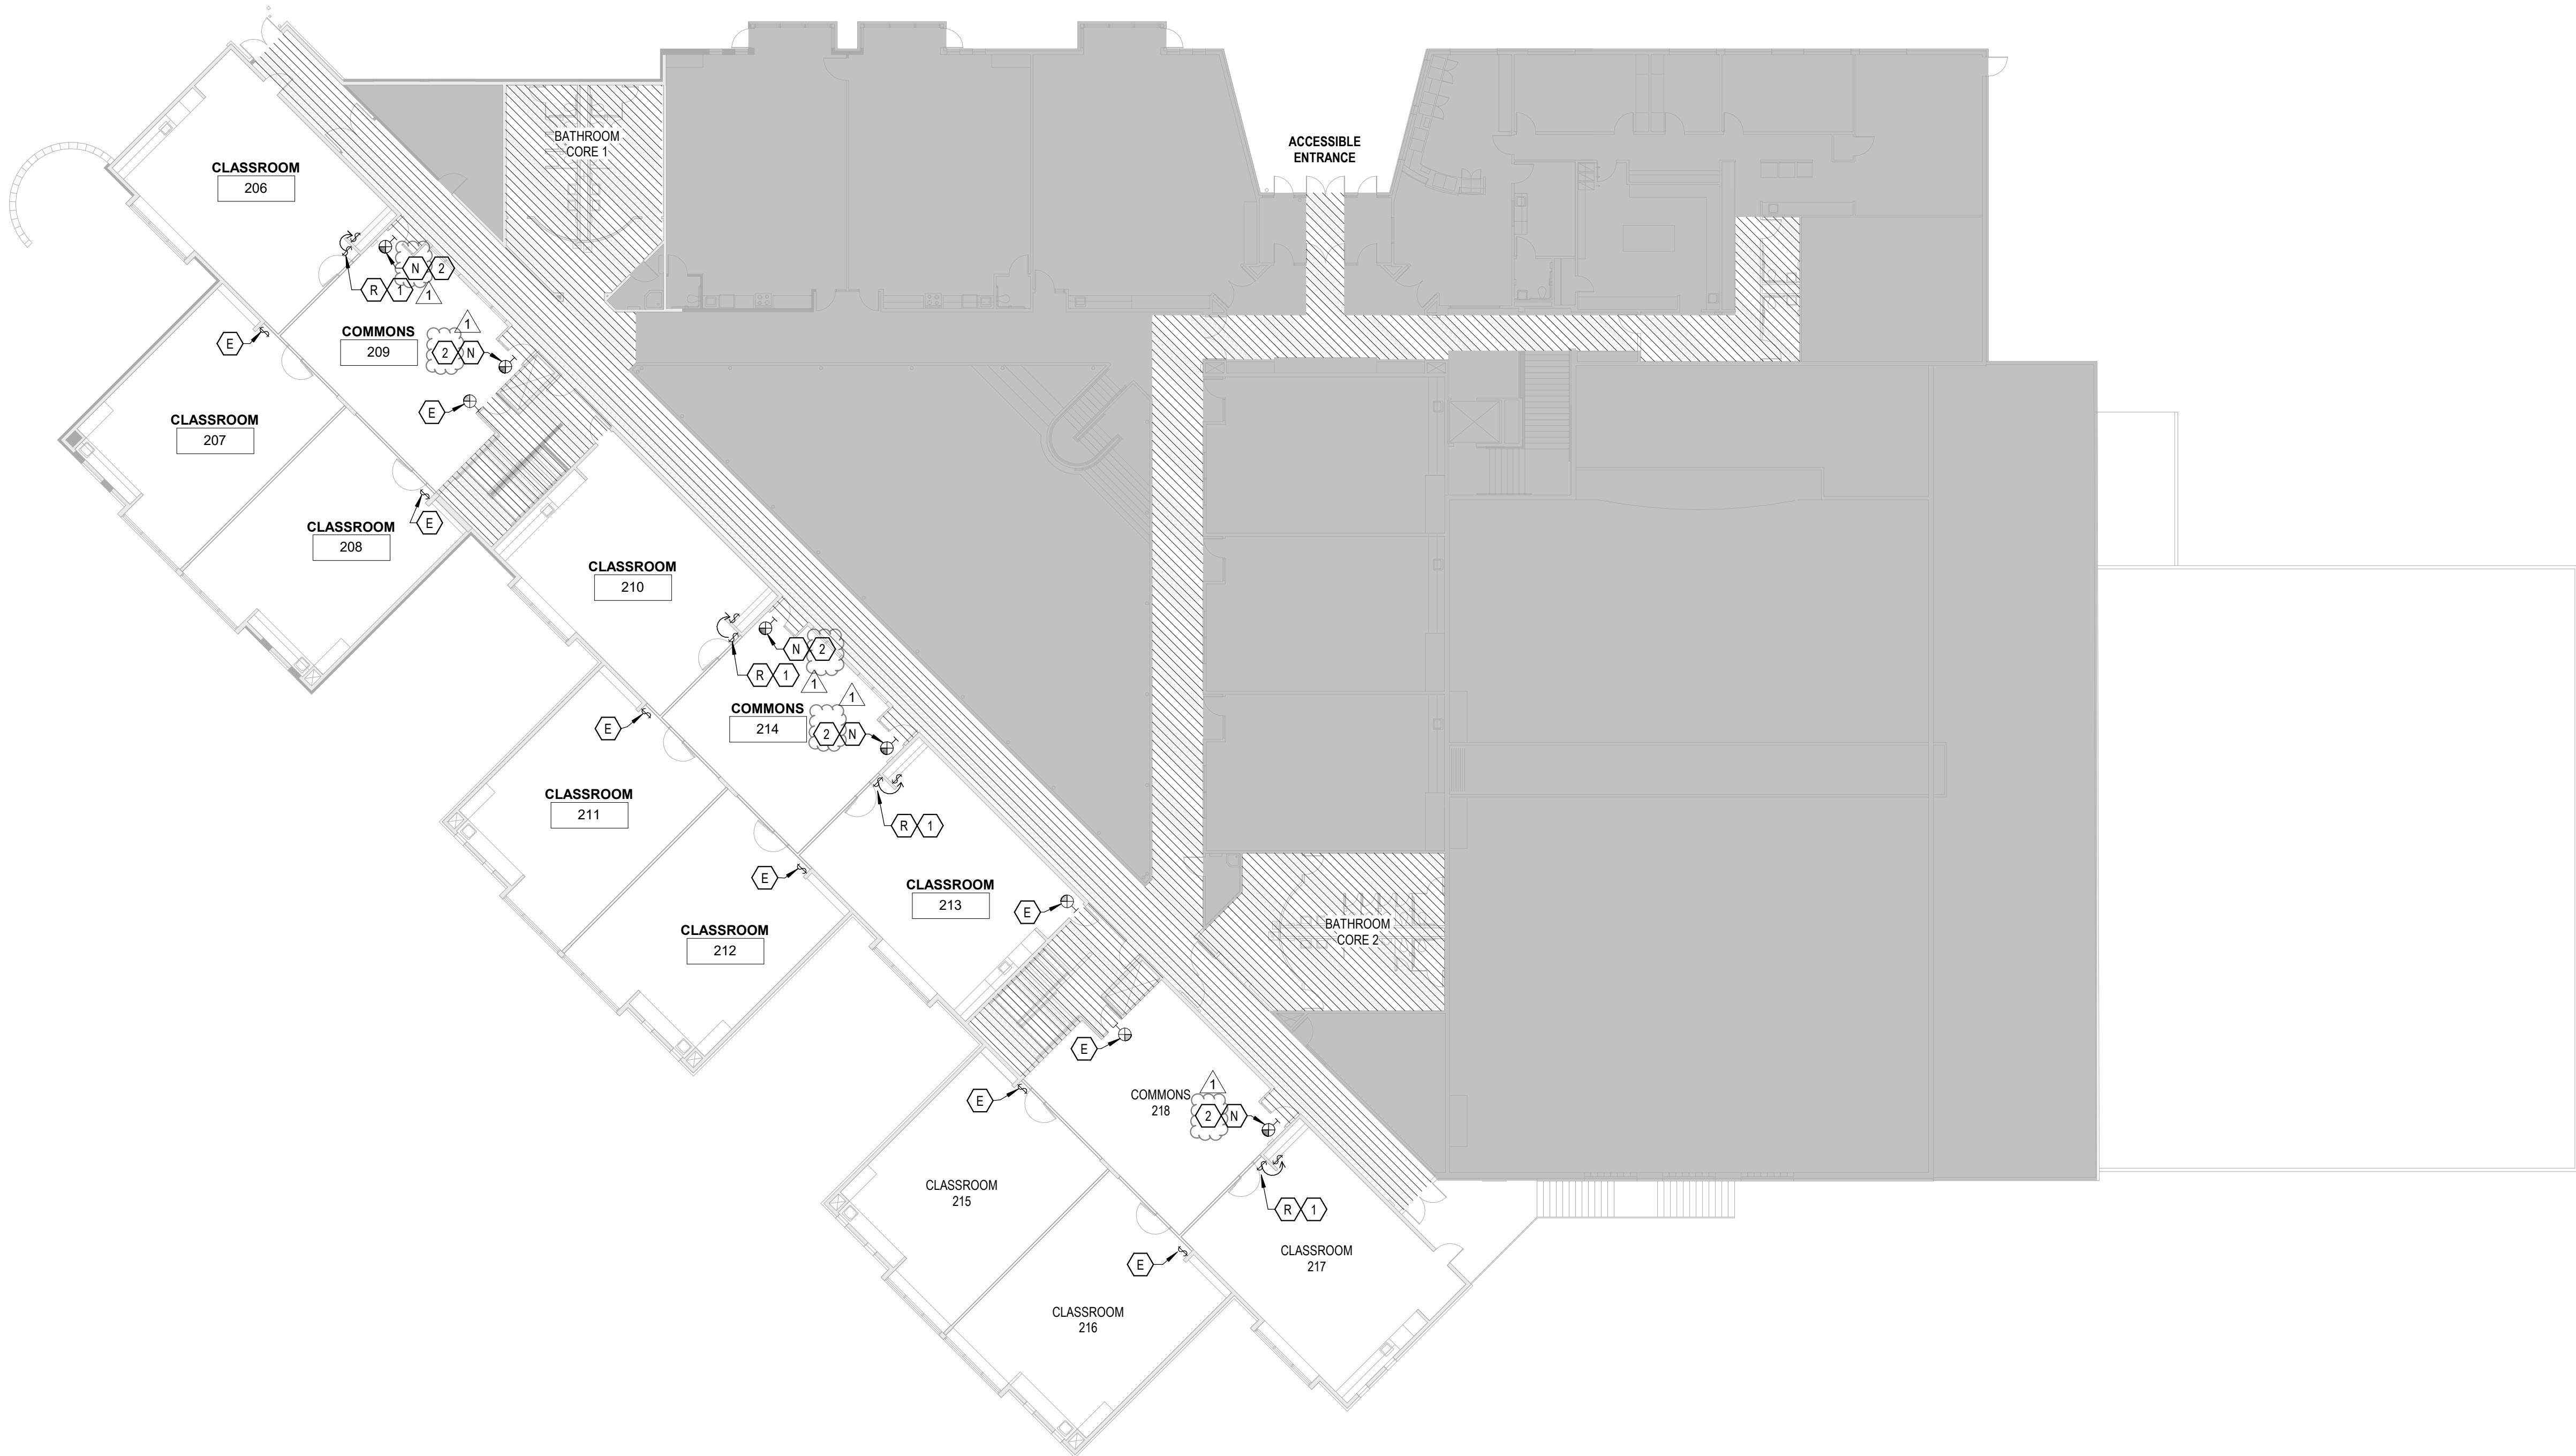 BATHROOM
CORE 1
ACCESSIBLE
ENTRANCE
CLASSROOM
206
N 2
R 1
1
COMMONS
209
1
2 N
E
E
CLASSROOM
207
E
CLASSROOM
208
CLASSROOM
210
N 2
R 1
1
1
COMMONS
214
2 N
E
CLASSROOM
211
R 1
E
CLASSROOM
212
CLASSROOM
213
E
BATHROOM
CORE 2
E
E
COMMONS
218
1
2 N
CLASSROOM
215
R 1
CLASSROOM
217
E
CLASSROOM
216